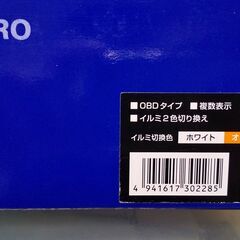 RO
■OBDタイプ ■複数表示
■イルミ2色切り換え
イルミ切換色 ホワイト オ
4 941617 302285